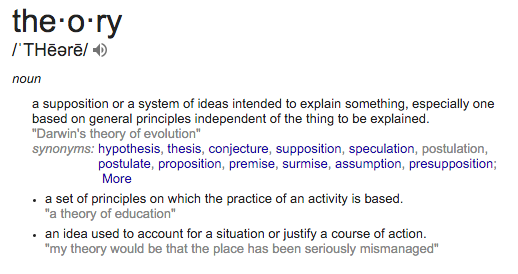 the·o·ry
/ˈTHēərē/
noun
a supposition or a system of ideas intended to explain something, especially one
based on general principles independent of the thing to be explained.
"Darwin's theory of evolution"
synonyms: hypothesis, thesis, conjecture, supposition, speculation, postulation,
postulate, proposition, premise, surmise, assumption, presupposition;
More
• a set of principles on which the practice of an activity is based.
"a theory of education"
• an idea used to account for a situation or justify a course of action.
"my theory would be that the place has been seriously mismanaged"